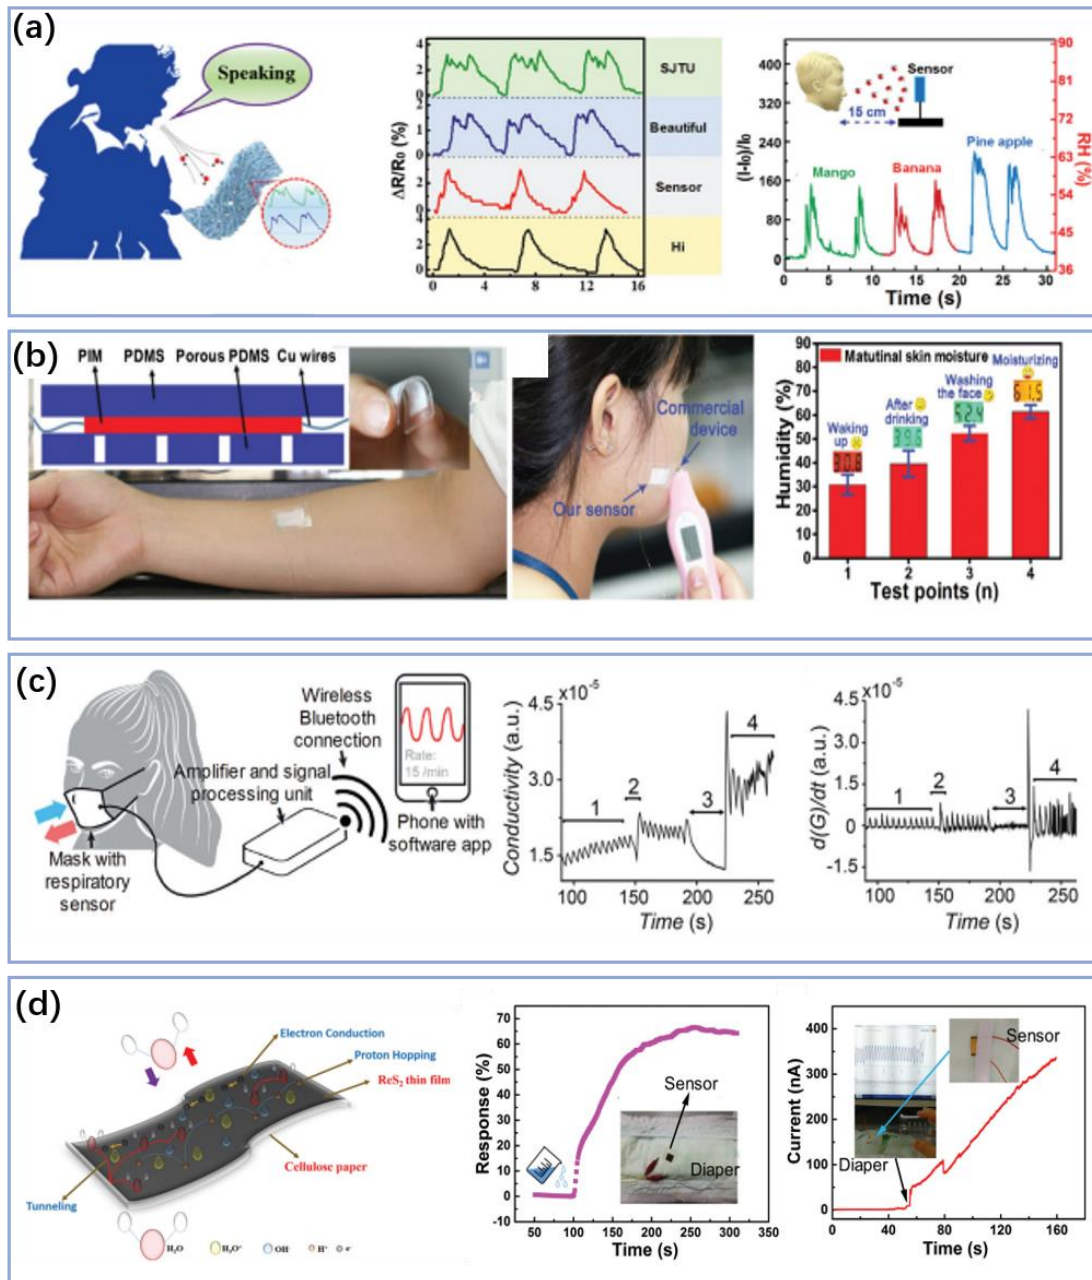 (a)
Speaking
4
2
0
2
1
0
2
0
4
2
0
ΔR/R₀ (%)
SJTU
Beautiful
Sensor
Hi
0
4
8
12
16
Time (s)
400
320
240
160
80
0
(I-I₀)/I₀
Sensor
15 cm
Mango
Banana
Pine apple
90
81
72
63
54
45
36
RH (%)
0
5
10
15
20
25
30
Time (s)
(b)
PIM
PDMS
Porous PDMS
Cu wires
Commercial
device
Our sensor
90
80
70
60
50
40
30
20
10
0
Humidity (%)
Matutinal skin moisture
Waking
up
30.8
After
drinking
39.6
Washing
the face
52.4
Moisturizing
61.5
1
2
3
4
Test points (n)
(c)
Wireless
Bluetooth
connection
Amplifier and signal
processing unit
Mask with
respiratory
sensor
Rate:
15 /min
Phone with
software app
×10⁻⁵
4.5
3.0
1.5
Conductivity (a.u.)
1
2
3
4
100
150
200
250
Time (s)
×10⁻⁵
4.5
3.0
1.5
0
-1.5
d(G)/dt (a.u.)
1
2
3
4
100
150
200
250
Time (s)
(d)
Electron Conduction
Proton Hopping
ReS₂ thin film
Cellulose paper
Tunneling
H₂O
H₃O⁺
OH⁻
H⁺
e⁻
70
60
50
40
30
20
10
0
-10
Response (%)
Sensor
Diaper
50
100
150
200
250
300
350
Time (s)
400
300
200
100
0
Current (nA)
Sensor
Diaper
0
40
80
120
160
Time (s)